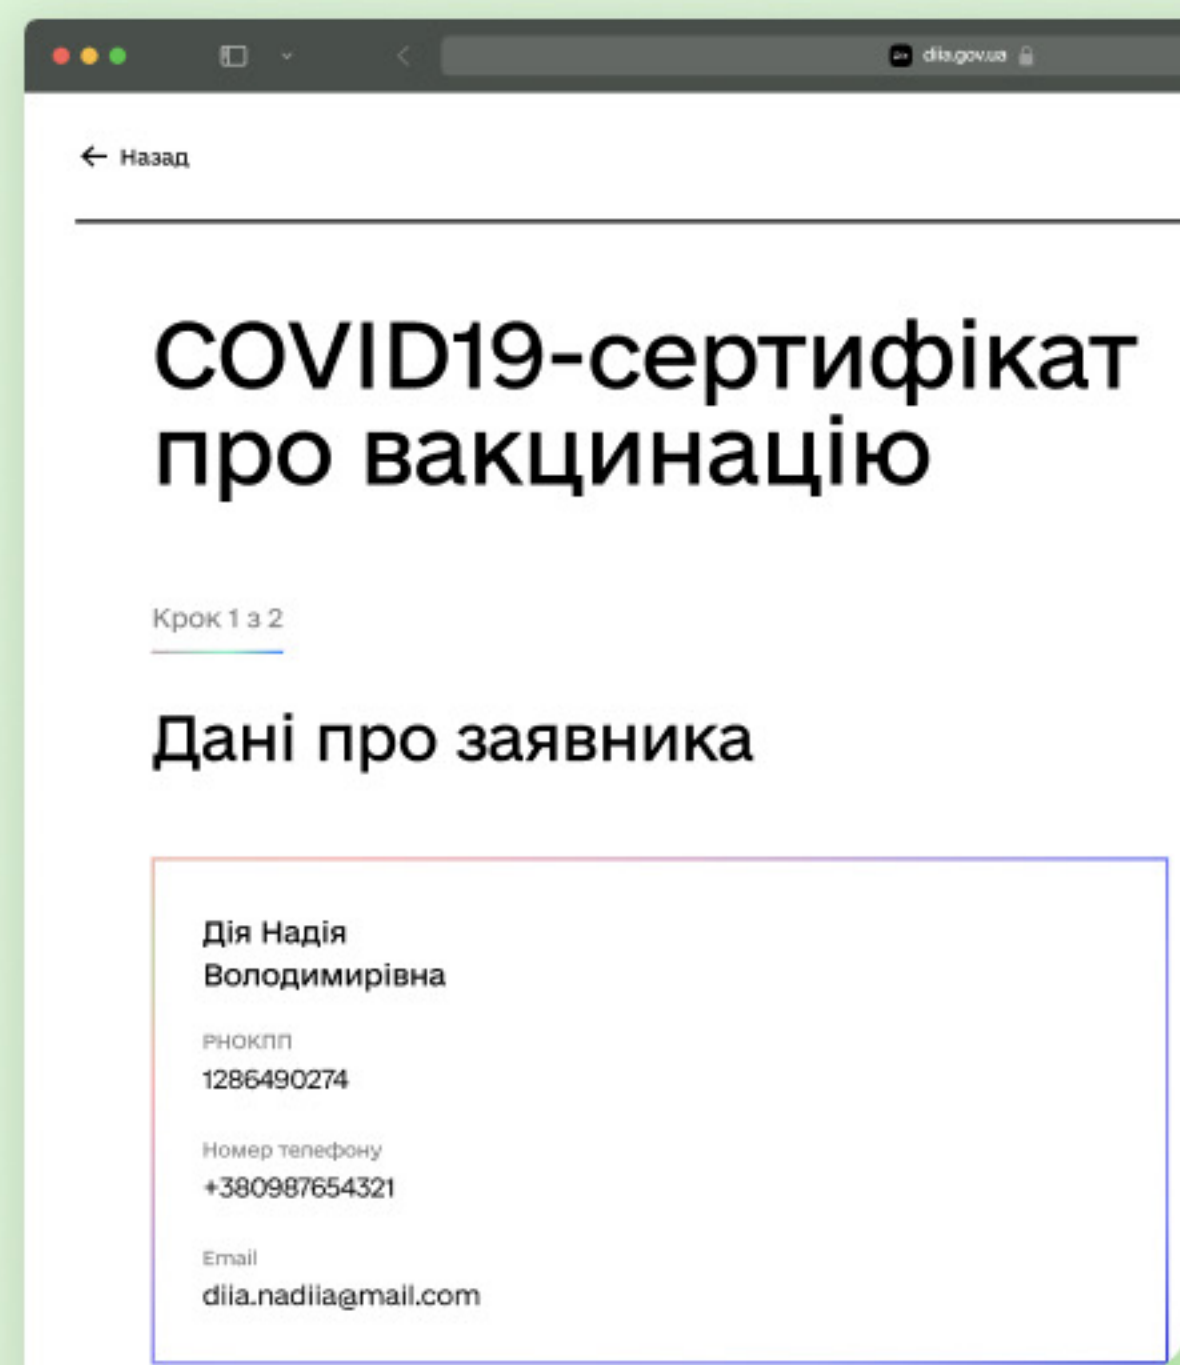 diia.gov.ua
Назад
COVID19-сертифікат
про вакцинацію
Крок 1 з 2
Дані про заявника
Дія Надія
Володимирівна
РНОКПП
1286490274
Номер телефону
+380987654321
Email
diia.nadiia@mail.com